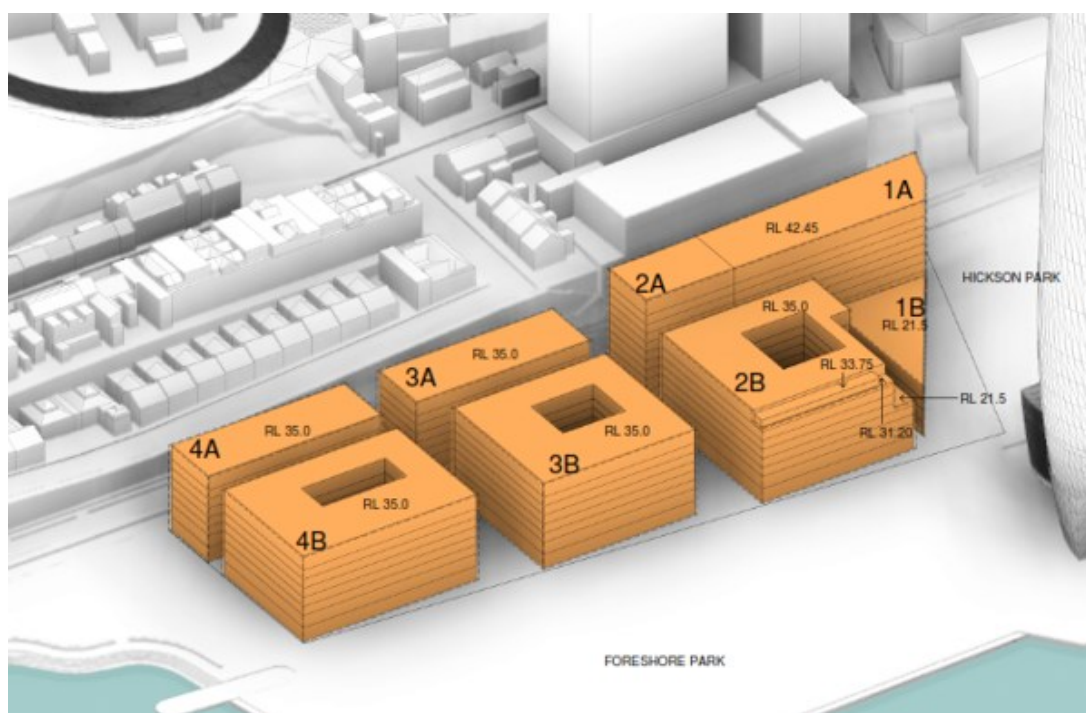 1A
RL 42.45
2A
HICKSON PARK
1B
RL 35.0
RL 21.5
RL 35.0
3A
RL 33.75
2B
RL 21.5
RL 35.0
RL 31.20
4A
RL 35.0
3B
RL 35.0
4B
FORESHORE PARK